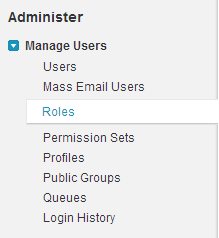 Administer
Manage Users
Users
Mass Email Users
Roles
Permission Sets
Profiles
Public Groups
Queues
Login History